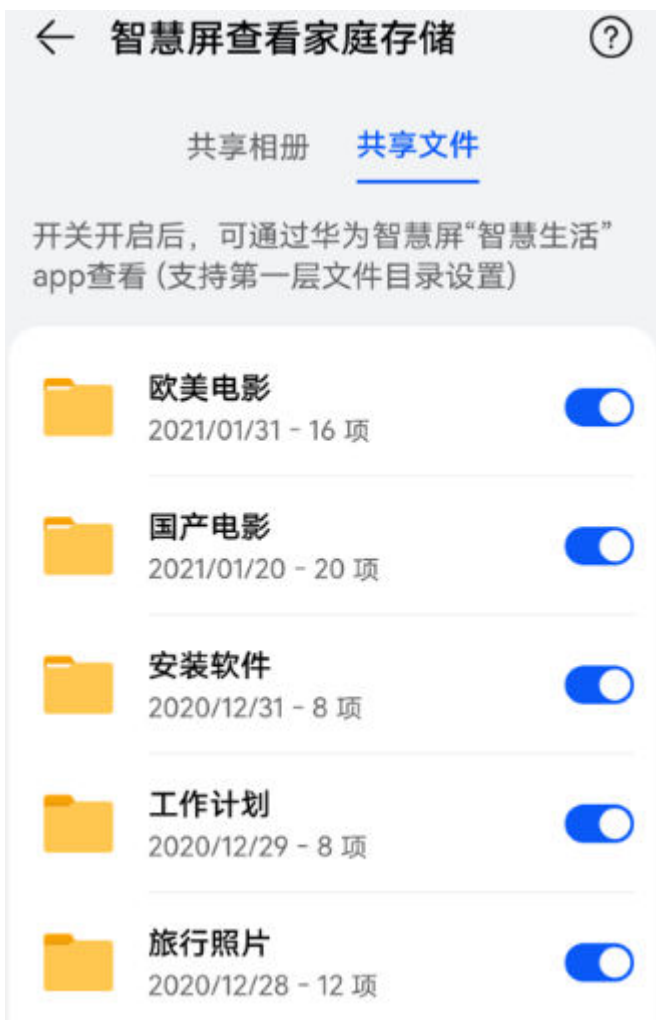 智慧屏查看家庭存储
共享相册 共享文件
开关开启后，可通过华为智慧屏“智慧生活”
app查看 (支持第一层文件目录设置)
欧美电影
2021/01/31 - 16 项
国产电影
2021/01/20 - 20 项
安装软件
2020/12/31 - 8 项
工作计划
2020/12/29 - 8 项
旅行照片
2020/12/28 - 12 项